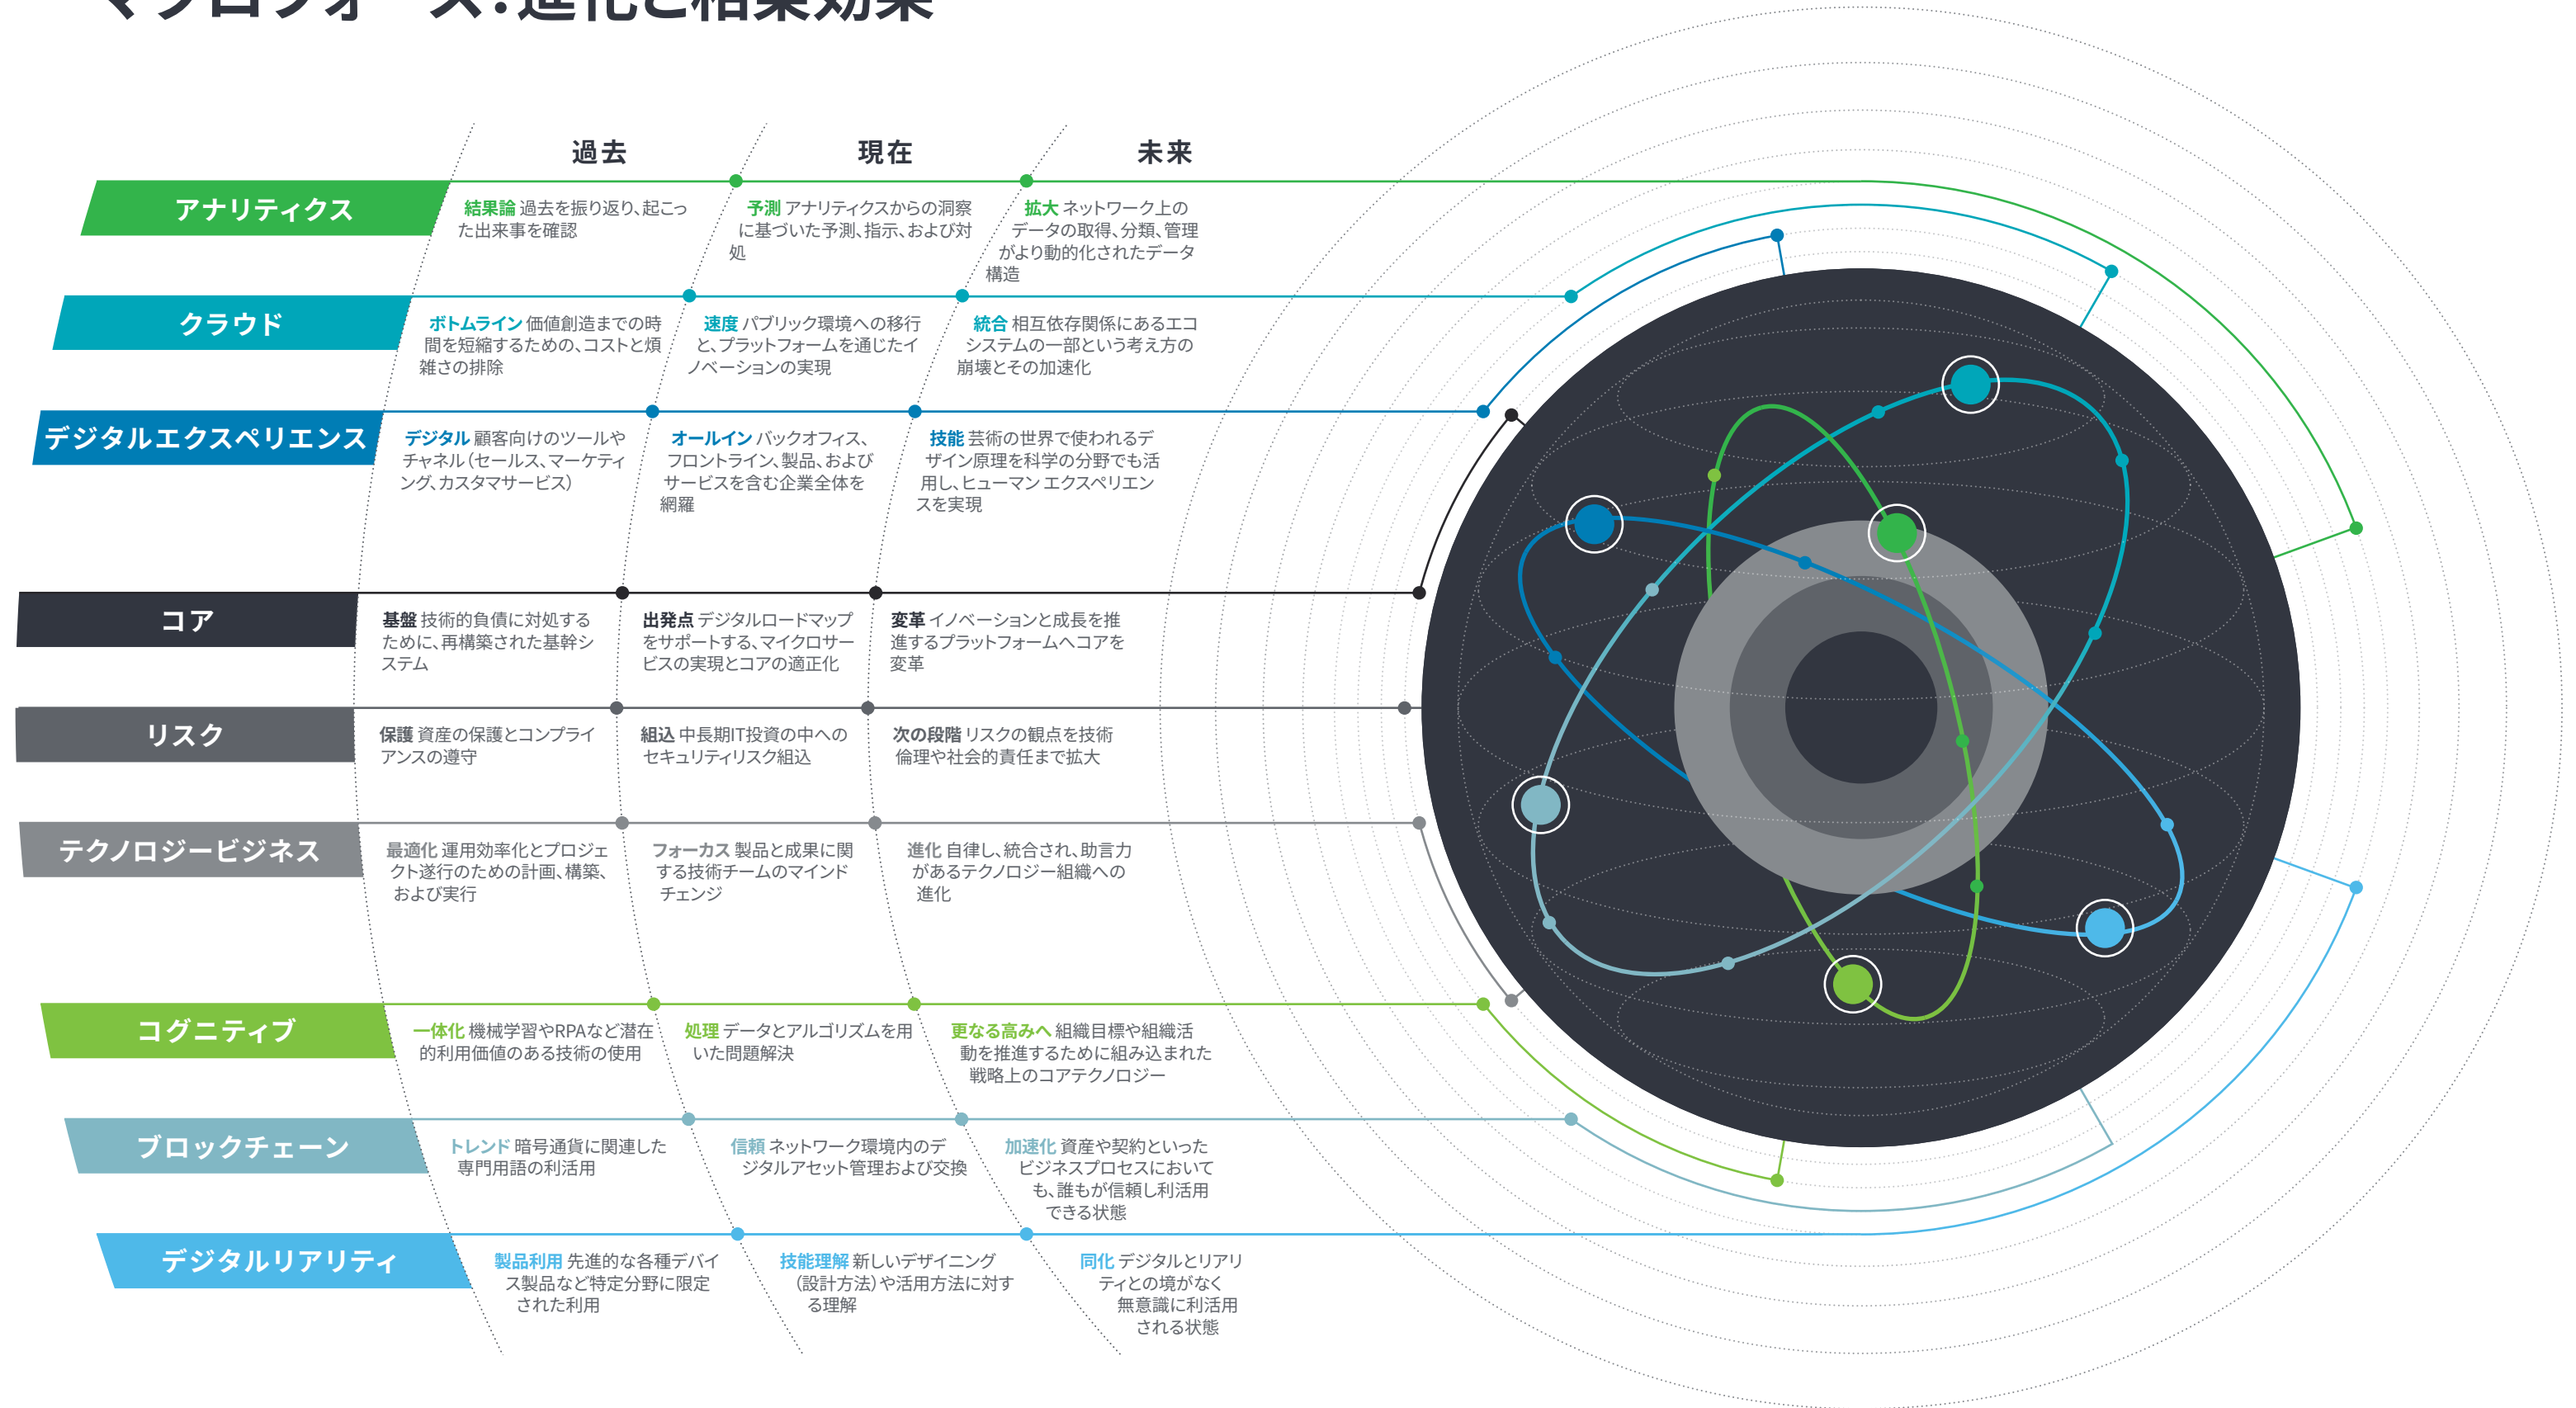 マクロフォース：進化と結果効果
過去
現在
未来
アナリティクス
結果論 過去を振り返り、起こっ
た出来事を確認
予測 アナリティクスからの洞察
に基づいた予測、指示、および対
処
拡大 ネットワーク上の
データの取得、分類、管理
がより動的化されたデータ
構造
クラウド
ボトムライン 価値創造までの時
間を短縮するための、コストと煩
雑さの排除
速度 パブリック環境への移行
と、プラットフォームを通じたイ
ノベーションの実現
統合 相互依存関係にあるエコ
システムの一部という考え方の
崩壊とその加速化
デジタルエクスペリエンス
デジタル 顧客向けのツールや
チャネル（セールス、マーケティ
ング、カスタマサービス）
オールイン バックオフィス、
フロントライン、製品、および
サービスを含む企業全体を
網羅
技能 芸術の世界で使われるデ
ザイン原理を科学の分野でも活
用し、ヒューマン エクスペリエン
スを実現
コア
基盤 技術的負債に対処する
ために、再構築された基幹シ
ステム
出発点 デジタルロードマップ
をサポートする、マイクロサー
ビスの実現とコアの適正化
変革 イノベーションと成長を推
進するプラットフォームへコアを
変革
リスク
保護 資産の保護とコンプライ
アンスの遵守
組込 中長期IT投資の中への
セキュリティリスク組込
次の段階 リスクの観点を技術
倫理や社会的責任まで拡大
テクノロジービジネス
最適化 運用効率化とプロジェ
クト遂行のための計画、構築、
および実行
フォーカス 製品と成果に関
する技術チームのマインド
チェンジ
進化 自律し、統合され、助言力
があるテクノロジー組織への
進化
コグニティブ
一体化 機械学習やRPAなど潜在
的利用価値のある技術の使用
処理 データとアルゴリズムを用
いた問題解決
更なる高みへ 組織目標や組織活
動を推進するために組み込まれた
戦略上のコアテクノロジー
ブロックチェーン
トレンド 暗号通貨に関連した
専門用語の利活用
信頼 ネットワーク環境内のデ
ジタルアセット管理および交換
加速化 資産や契約といった
ビジネスプロセスにおいて
も、誰もが信頼し利活用
できる状態
デジタルリアリティ
製品利用 先進的な各種デバイ
ス製品など特定分野に限定
された利用
技能理解 新しいデザイニング
（設計方法）や活用方法に対す
る理解
同化 デジタルとリアリ
ティとの境がなく
無意識に利活用
される状態